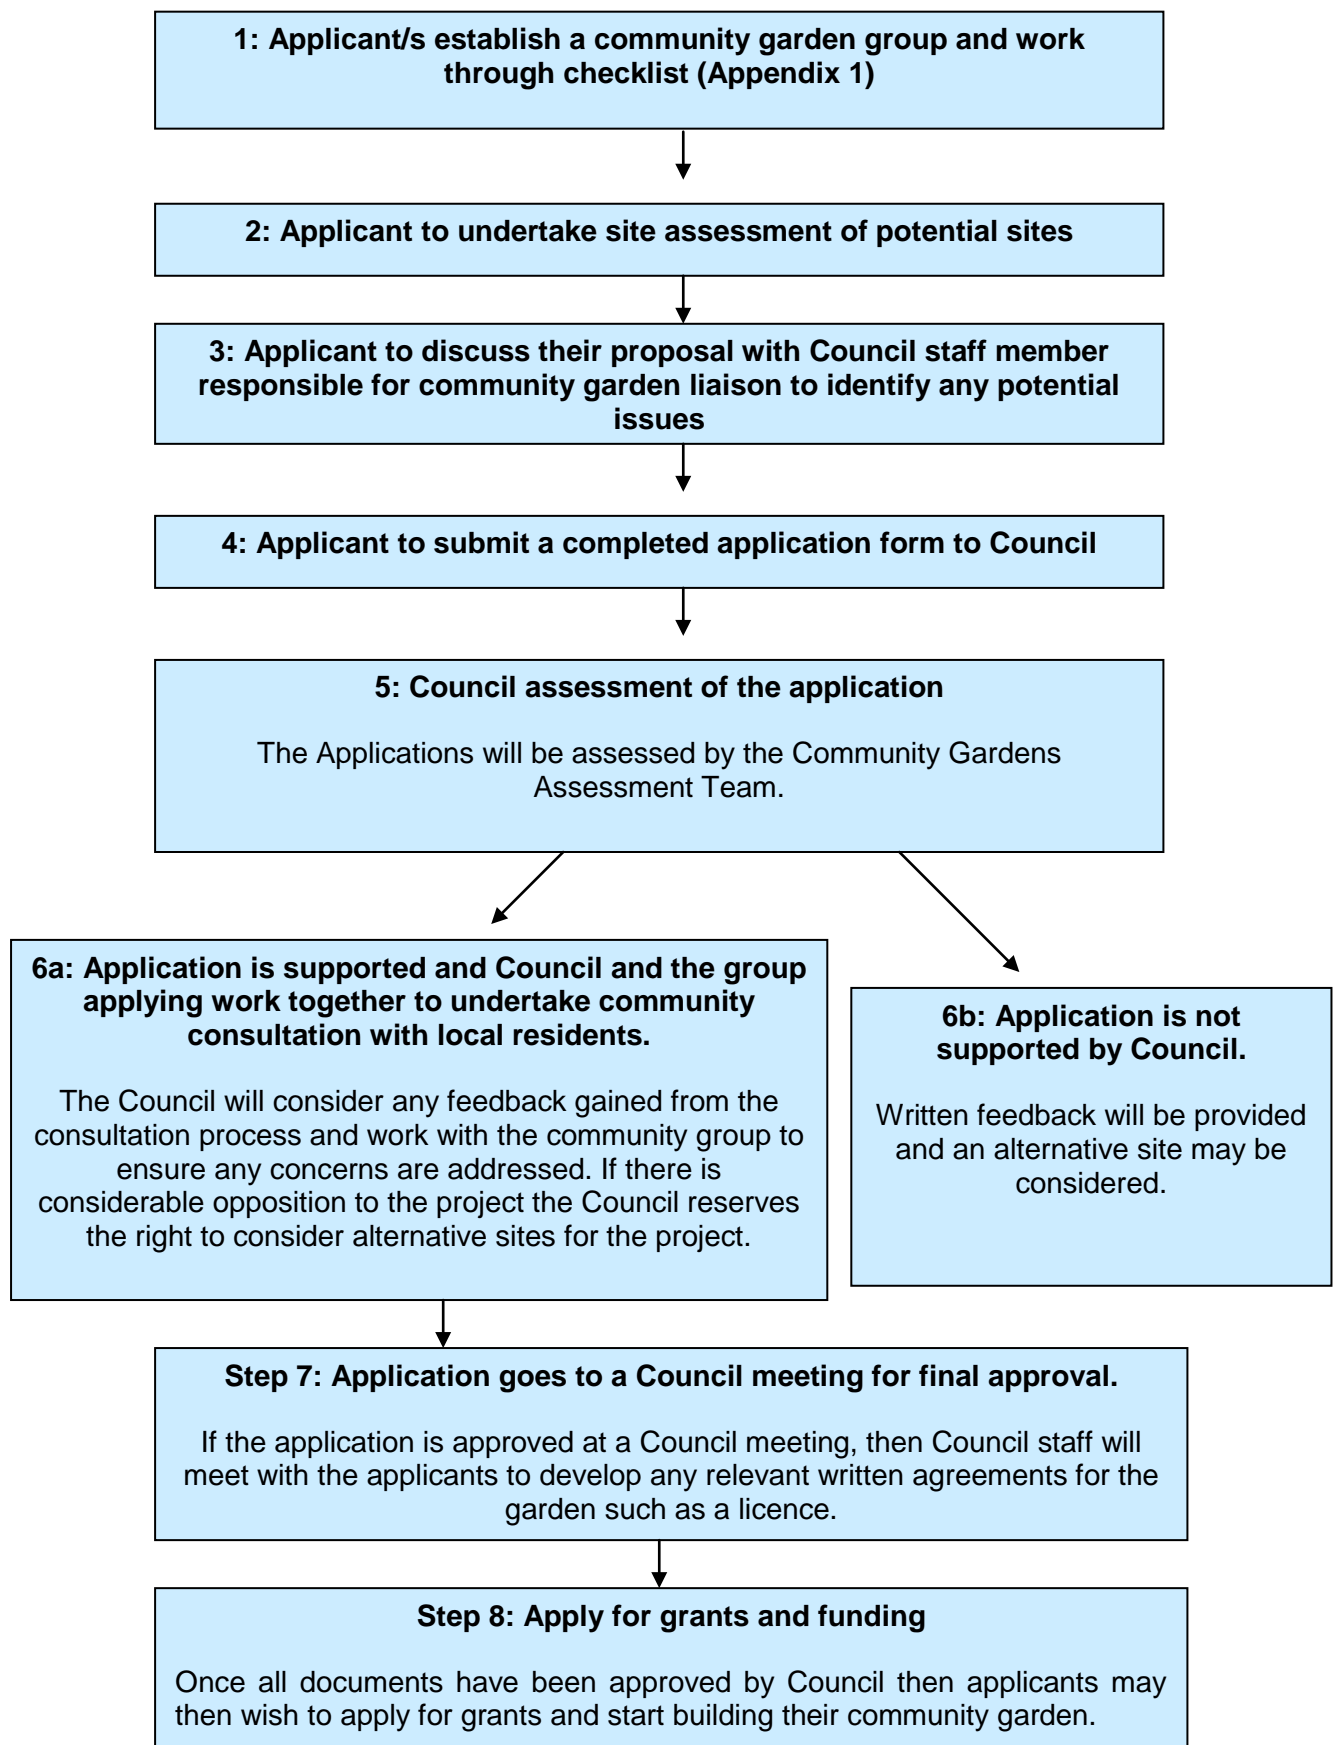 1: Applicant/s establish a community garden group and work
through checklist (Appendix 1)
2: Applicant to undertake site assessment of potential sites
3: Applicant to discuss their proposal with Council staff member
responsible for community garden liaison to identify any potential
issues
4: Applicant to submit a completed application form to Council
5: Council assessment of the application
The Applications will be assessed by the Community Gardens
Assessment Team.
6a: Application is supported and Council and the group
applying work together to undertake community
consultation with local residents.
The Council will consider any feedback gained from the
consultation process and work with the community group to
ensure any concerns are addressed. If there is
considerable opposition to the project the Council reserves
the right to consider alternative sites for the project.
6b: Application is not
supported by Council.
Written feedback will be provided
and an alternative site may be
considered.
Step 7: Application goes to a Council meeting for final approval.
If the application is approved at a Council meeting, then Council staff will
meet with the applicants to develop any relevant written agreements for the
garden such as a licence.
Step 8: Apply for grants and funding
Once all documents have been approved by Council then applicants may
then wish to apply for grants and start building their community garden.